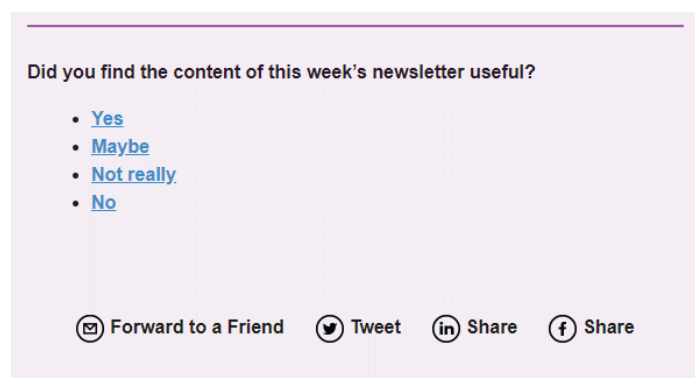 Did you find the content of this week’s newsletter useful?
• Yes
• Maybe
• Not really
• No
Forward to a Friend Tweet in Share f Share